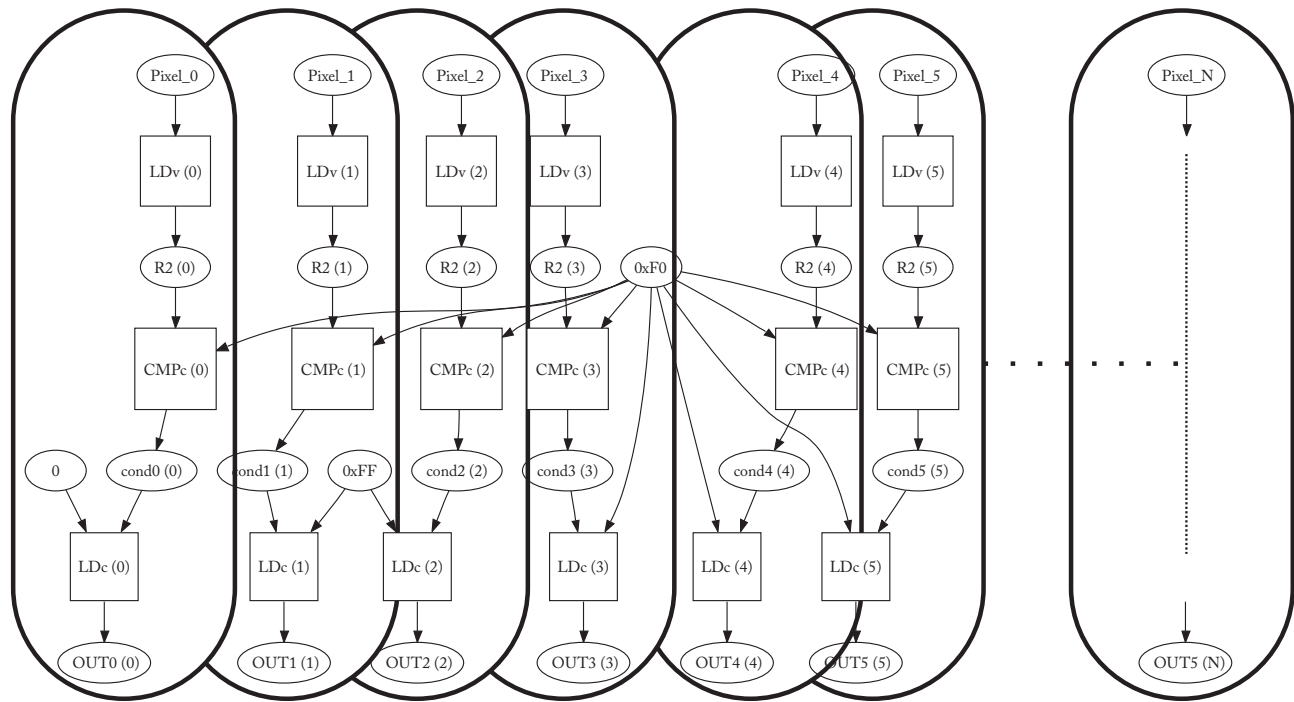 Pixel_0
Pixel_1
Pixel_2
Pixel_3
Pixel_4
Pixel_5
Pixel_N
LDv (0)
LDv (1)
LDv (2)
LDv (3)
LDv (4)
LDv (5)
R2 (0)
R2 (1)
R2 (2)
R2 (3)
0xF0
R2 (4)
R2 (5)
CMPc (0)
CMPc (1)
CMPc (2)
CMPc (3)
CMPc (4)
CMPc (5)
0
cond0 (0)
cond1 (1)
0xFF
cond2 (2)
cond3 (3)
cond4 (4)
cond5 (5)
LDc (0)
LDc (1)
LDc (2)
LDc (3)
LDc (4)
LDc (5)
OUT0 (0)
OUT1 (1)
OUT2 (2)
OUT3 (3)
OUT4 (4)
OUT5 (5)
OUT5 (N)